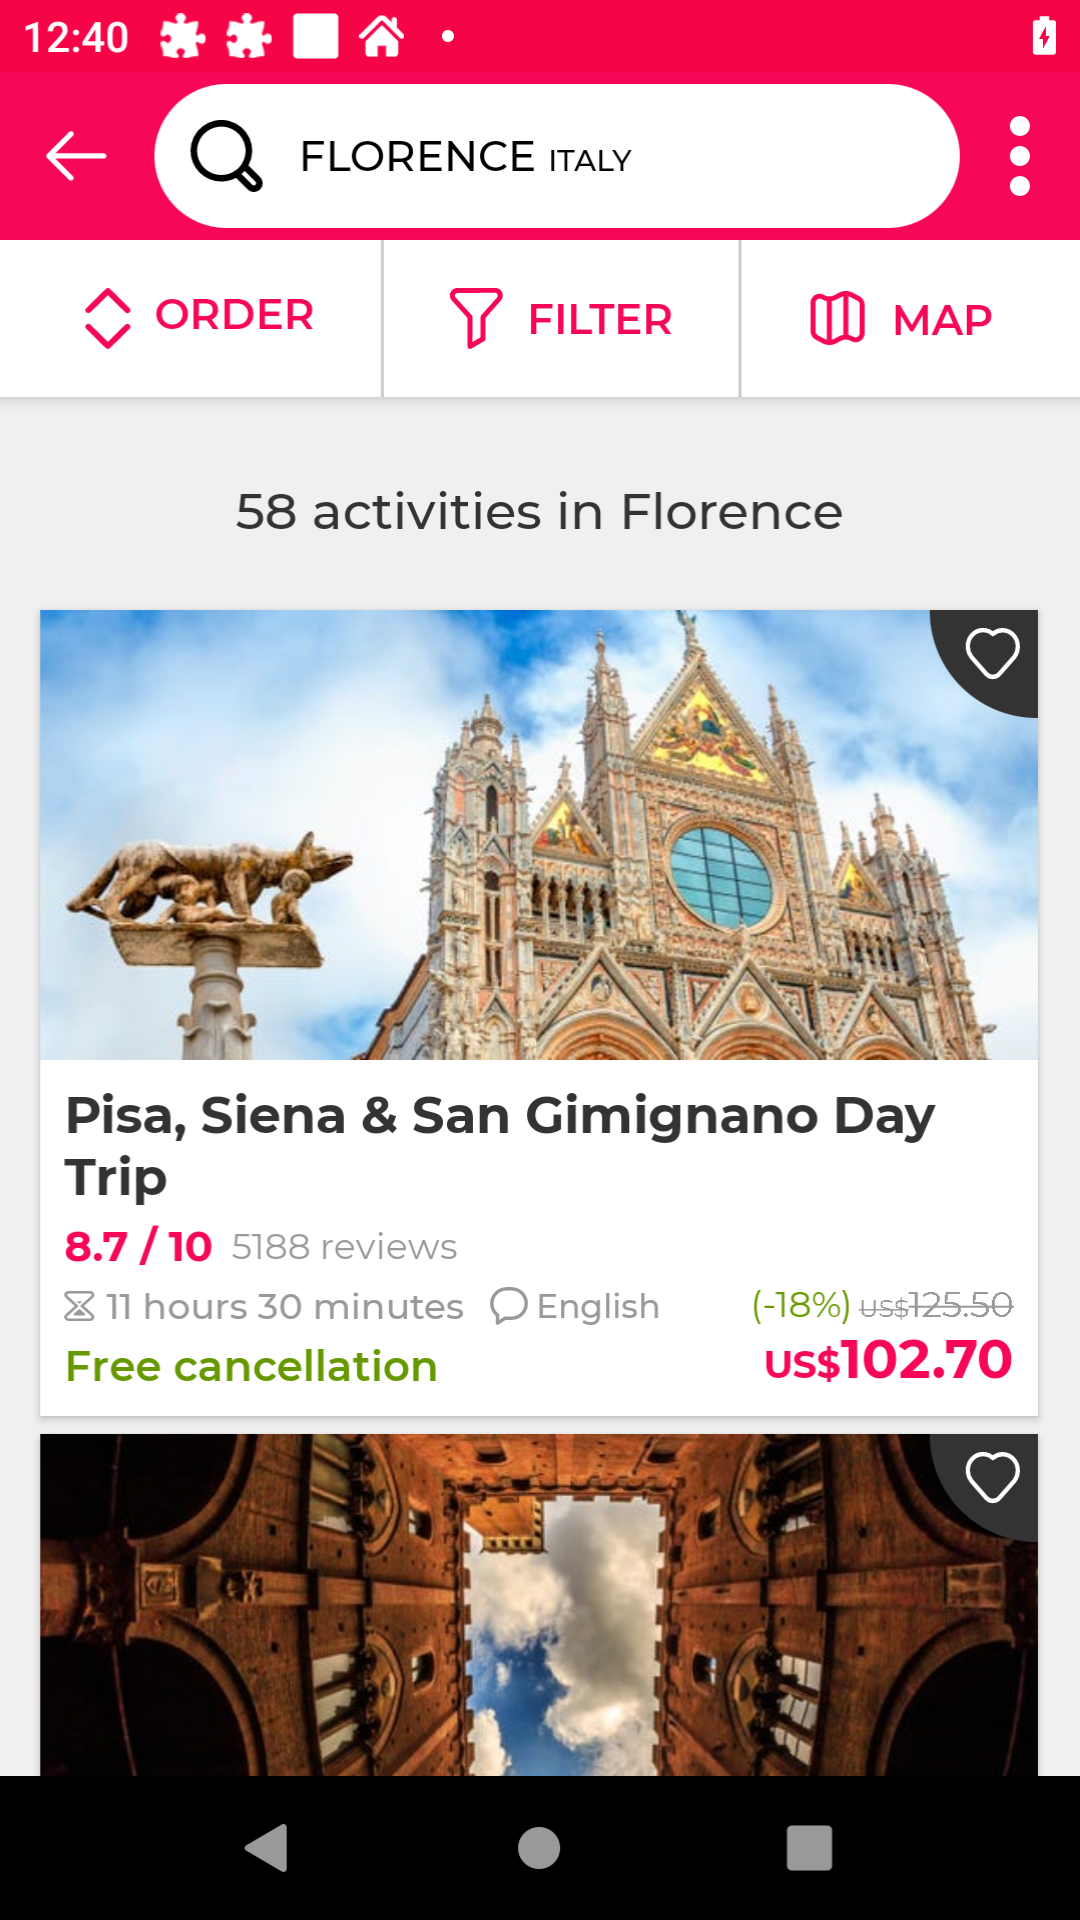 12:40
FLORENCE ITALY
ORDER
FILTER
MAP
58 activities in Florence
Pisa, Siena & San Gimignano Day
Trip
8.7 / 10 5188 reviews
11 hours 30 minutes English (-18%) US$125.50
Free cancellation US$102.70